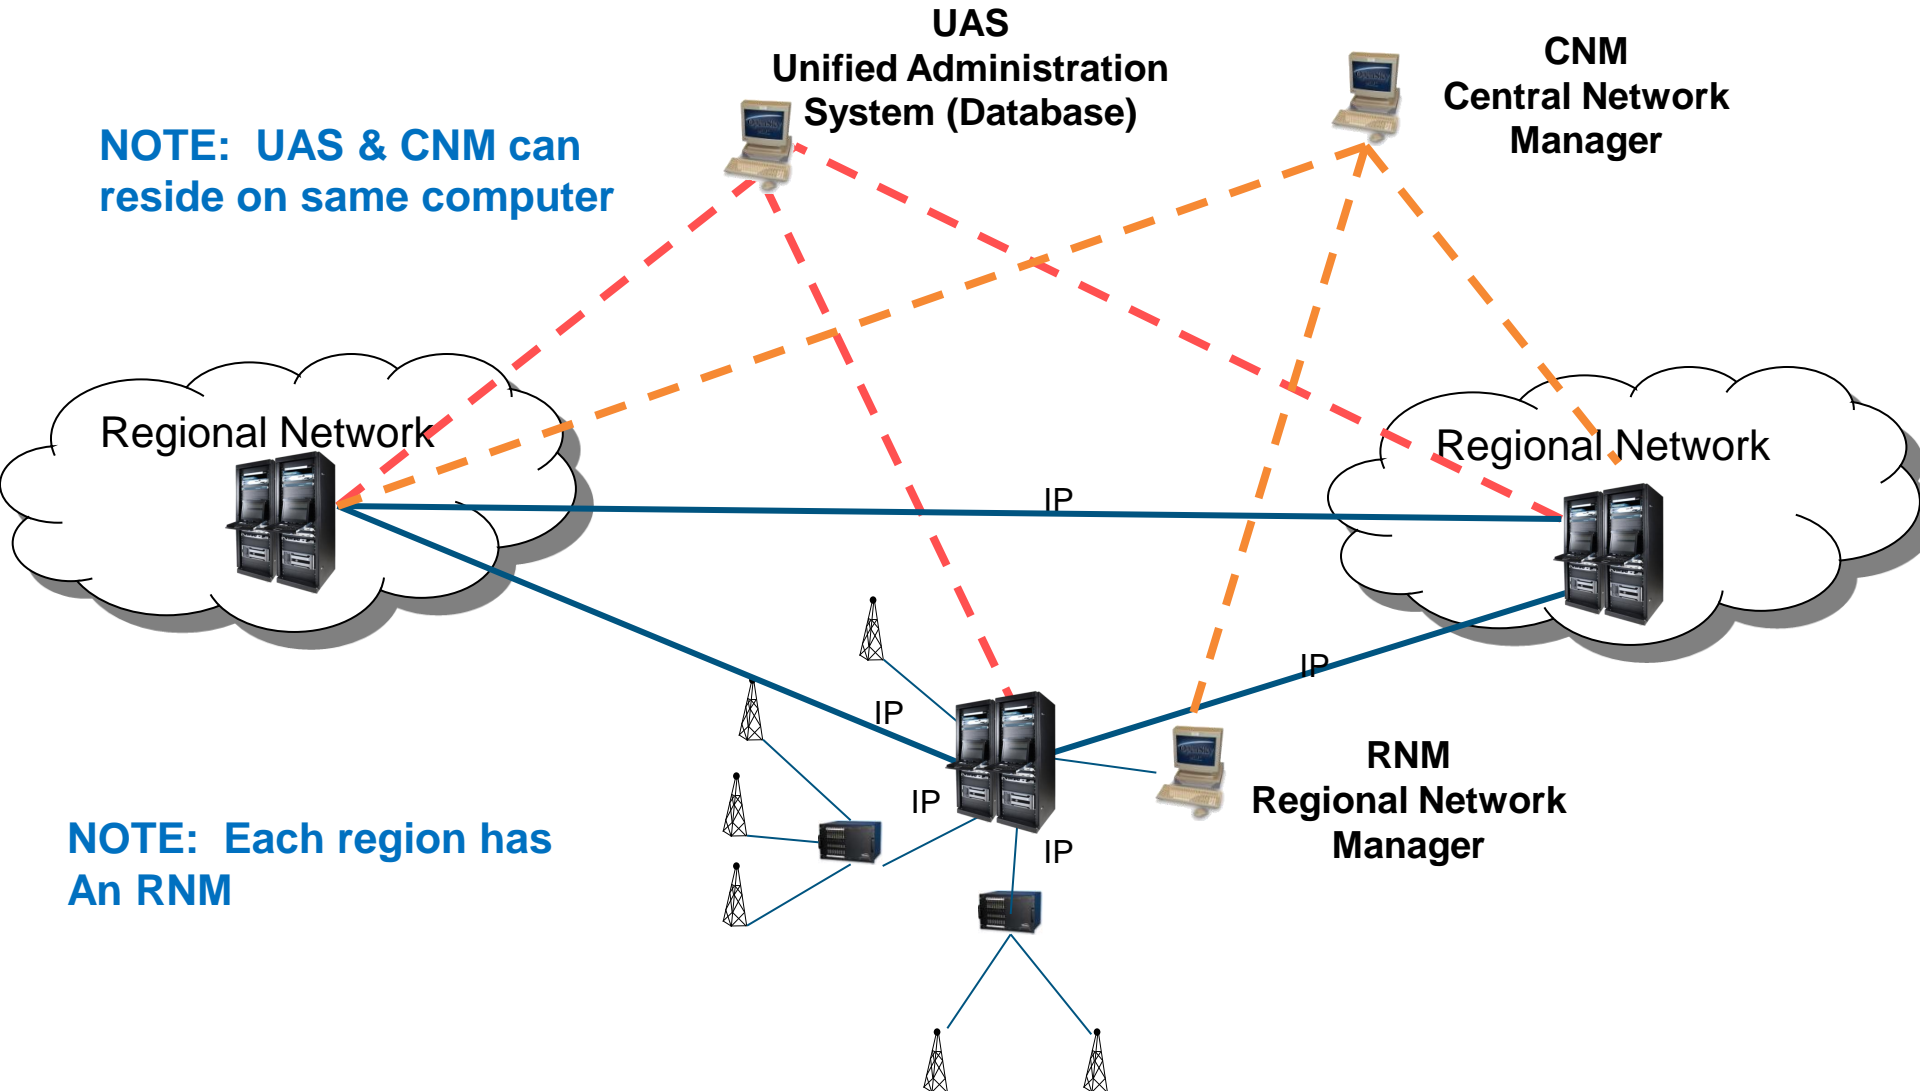 UAS
Unified Administration
System (Database)
CNM
Central Network
Manager
NOTE:  UAS & CNM can
reside on same computer
Regional Network
Regional Network
IP
IP
IP
IP
IP
RNM
Regional Network
Manager
NOTE:  Each region has
An RNM